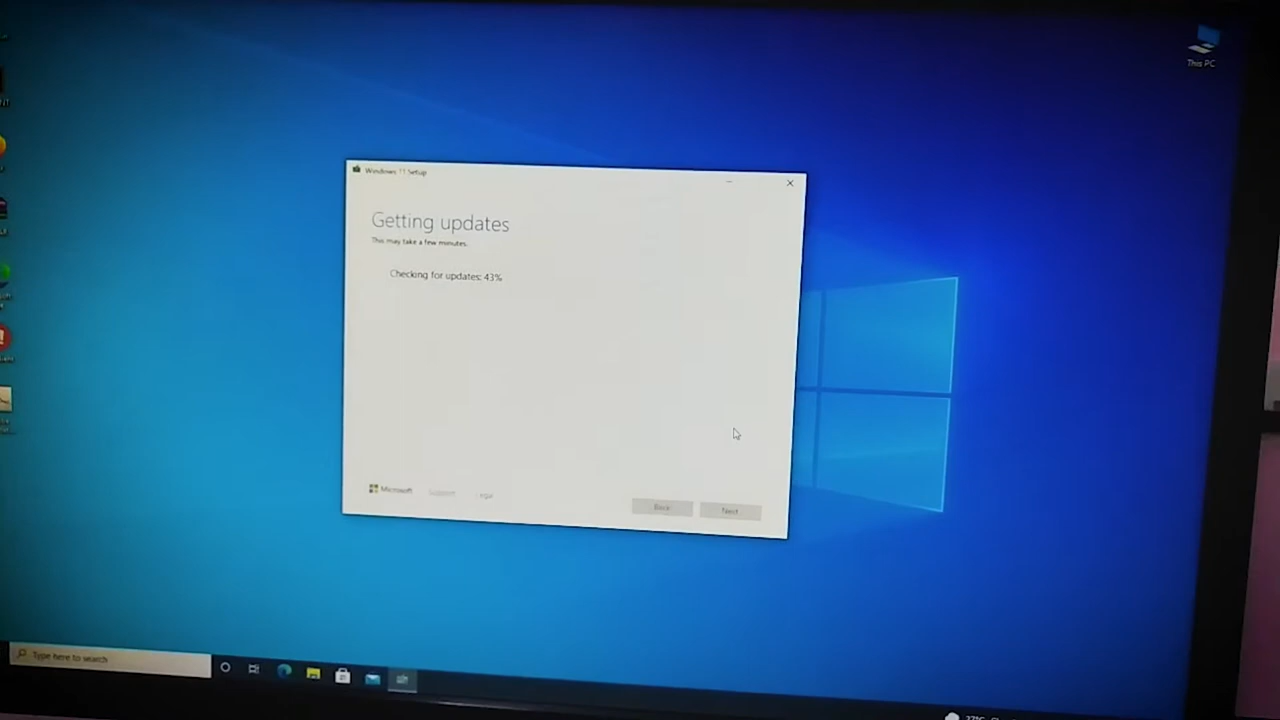 This PC
Windows 11 Setup
Getting updates
This may take a few minutes.
Checking for updates: 43%
Microsoft Support Legal
Back Next
Type here to search
27°C